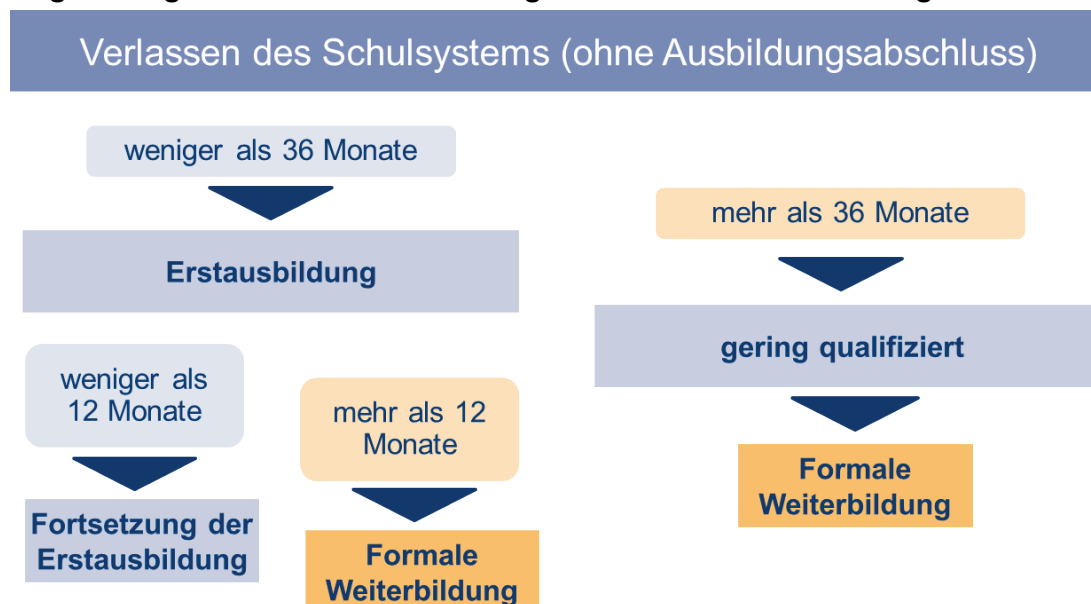 Verlassen des Schulsystems (ohne Ausbildungsabschluss)
weniger als 36 Monate
Erstausbildung
weniger als
12 Monate
Fortsetzung der
Erstausbildung
mehr als 12
Monate
Formale
Weiterbildung
mehr als 36 Monate
gering qualifiziert
Formale
Weiterbildung